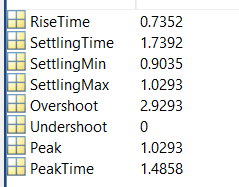 RiseTime 0.7352
SettlingTime 1.7392
SettlingMin 0.9035
SettlingMax 1.0293
Overshoot 2.9293
Undershoot 0
Peak 1.0293
PeakTime 1.4858